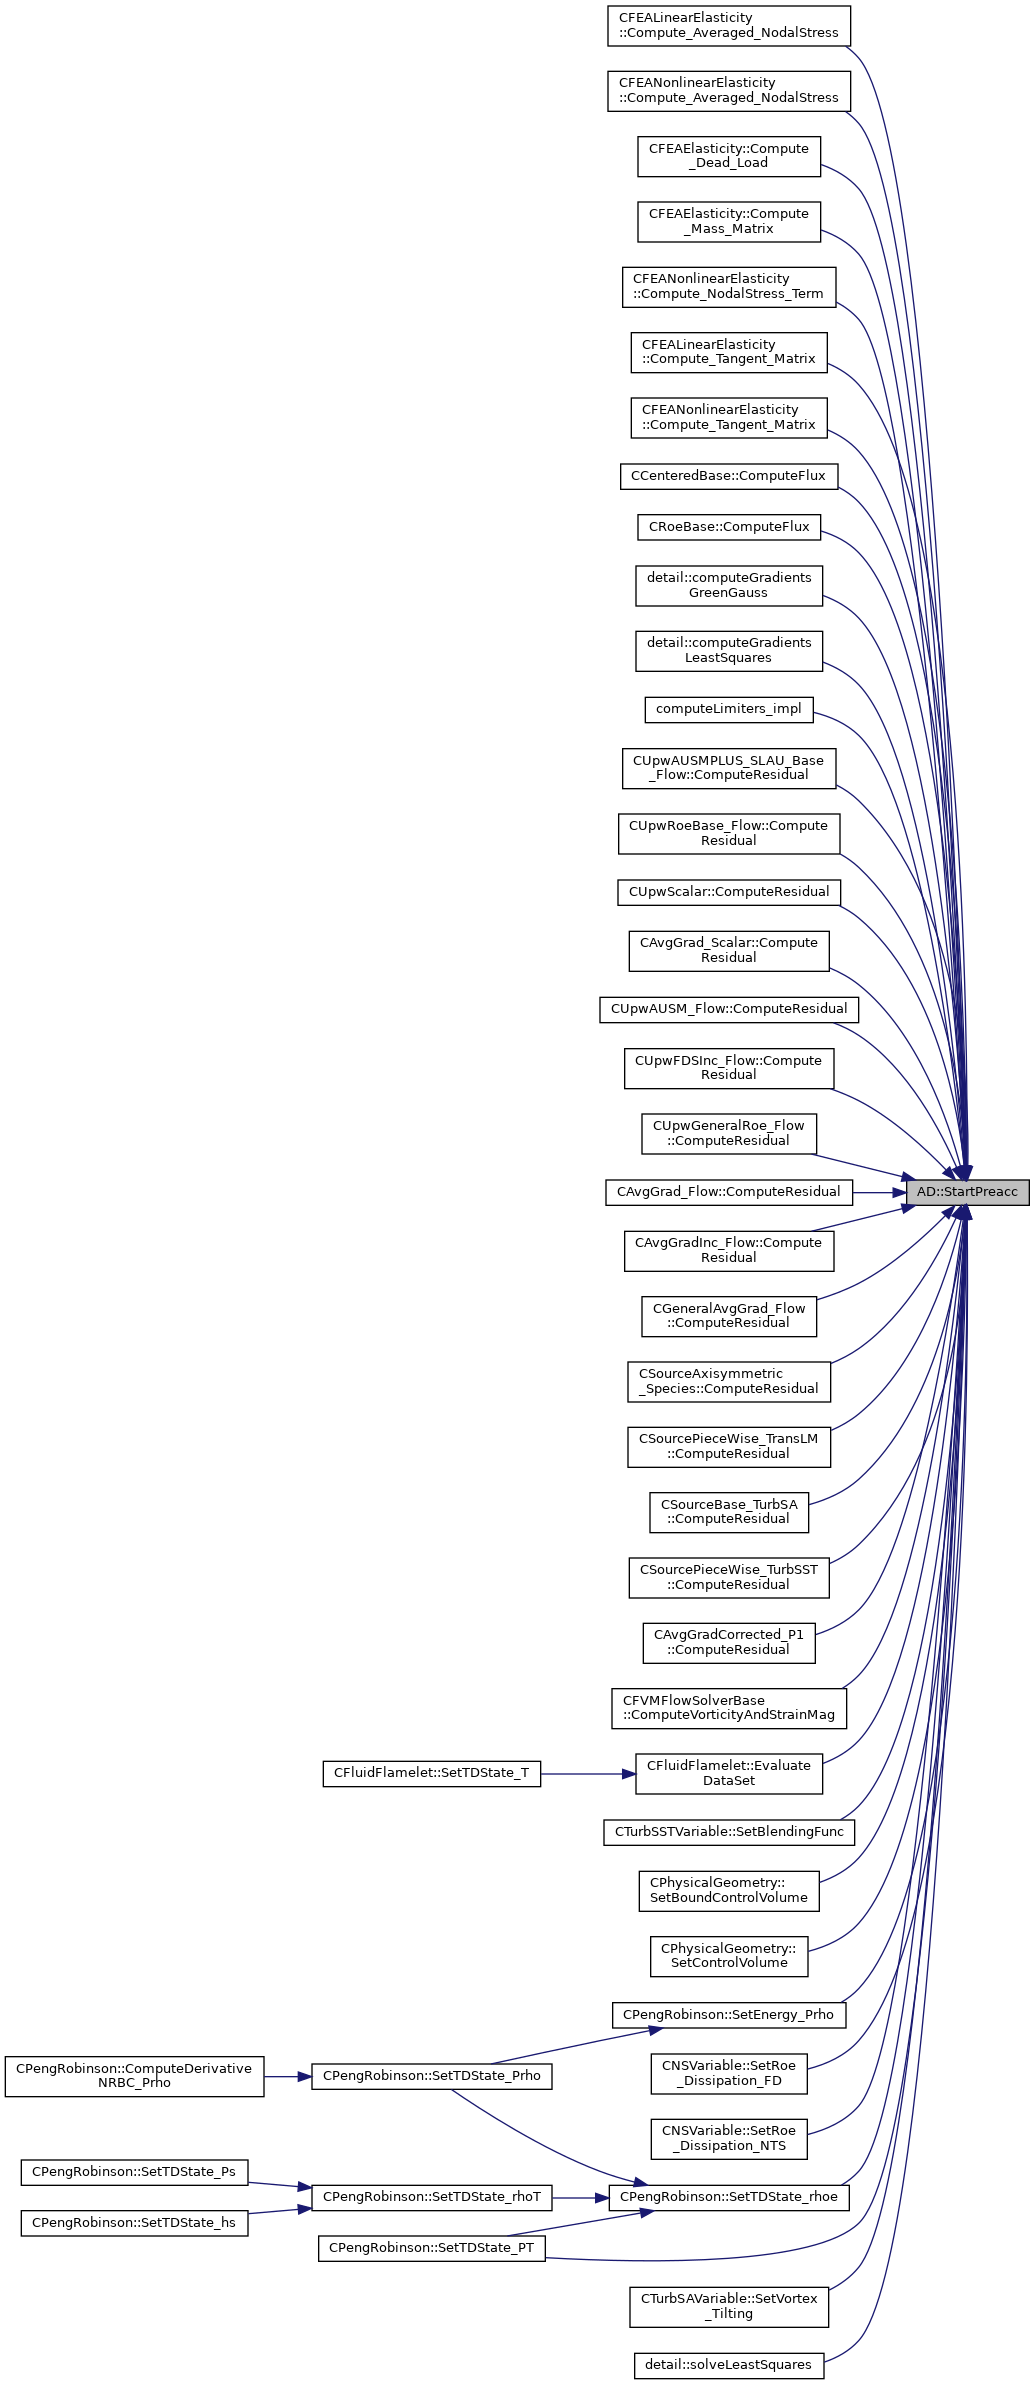 CFEALinearElasticity
::Compute_Averaged_NodalStress
CFEANonlinearElasticity
::Compute_Averaged_NodalStress
CFEAElasticity::Compute
_Dead_Load
CFEAElasticity::Compute
_Mass_Matrix
CFEANonlinearElasticity
::Compute_NodalStress_Term
CFEALinearElasticity
::Compute_Tangent_Matrix
CFEANonlinearElasticity
::Compute_Tangent_Matrix
CCenteredBase::ComputeFlux
CRoeBase::ComputeFlux
detail::computeGradients
GreenGauss
detail::computeGradients
LeastSquares
computeLimiters_impl
CUpwAUSMPLUS_SLAU_Base
_Flow::ComputeResidual
CUpwRoeBase_Flow::Compute
Residual
CUpwScalar::ComputeResidual
CAvgGrad_Scalar::Compute
Residual
CUpwAUSM_Flow::ComputeResidual
CUpwFDSInc_Flow::Compute
Residual
CUpwGeneralRoe_Flow
::ComputeResidual
AD::StartPreacc
CAvgGrad_Flow::ComputeResidual
CAvgGradInc_Flow::Compute
Residual
CGeneralAvgGrad_Flow
::ComputeResidual
CSourceAxisymmetric
_Species::ComputeResidual
CSourcePieceWise_TransLM
::ComputeResidual
CSourceBase_TurbSA
::ComputeResidual
CSourcePieceWise_TurbSST
::ComputeResidual
CAvgGradCorrected_P1
::ComputeResidual
CFVMFlowSolverBase
::ComputeVorticityAndStrainMag
CFluidFlamelet::SetTDState_T
CFluidFlamelet::Evaluate
DataSet
CTurbSSTVariable::SetBlendingFunc
CPhysicalGeometry::
SetBoundControlVolume
CPhysicalGeometry::
SetControlVolume
CPengRobinson::SetEnergy_Prho
CPengRobinson::ComputeDerivative
NRBC_Prho
CPengRobinson::SetTDState_Prho
CNSVariable::SetRoe
_Dissipation_FD
CNSVariable::SetRoe
_Dissipation_NTS
CPengRobinson::SetTDState_Ps
CPengRobinson::SetTDState_rhoT
CPengRobinson::SetTDState_rhoe
CPengRobinson::SetTDState_hs
CPengRobinson::SetTDState_PT
CTurbSAVariable::SetVortex
_Tilting
detail::solveLeastSquares